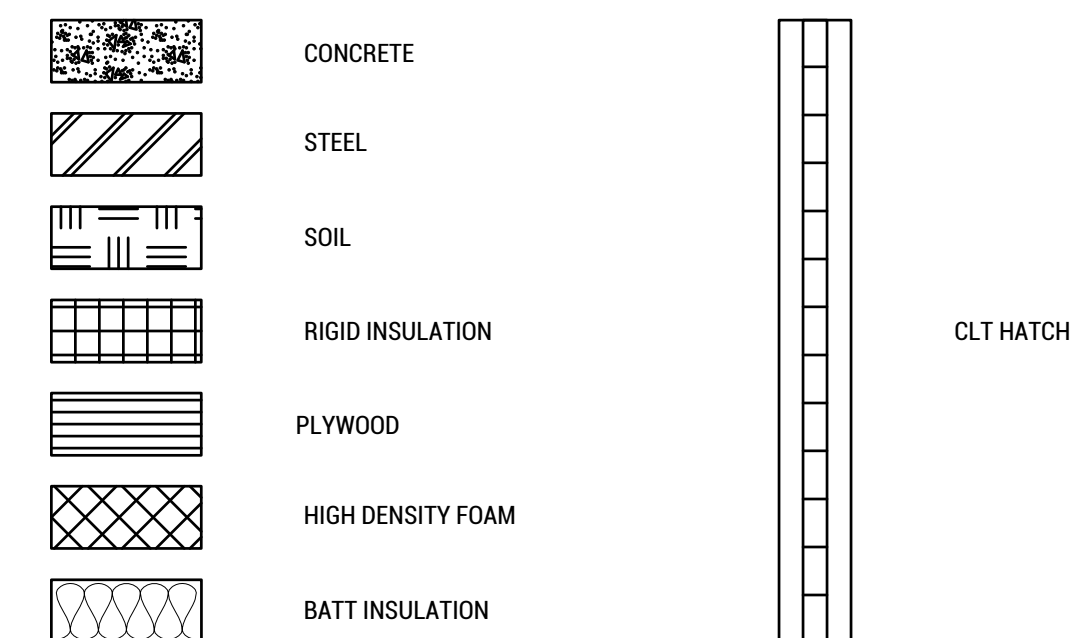 CONCRETE
STEEL
SOIL
RIGID INSULATION
CLT HATCH
PLYWOOD
HIGH DENSITY FOAM
BATT INSULATION